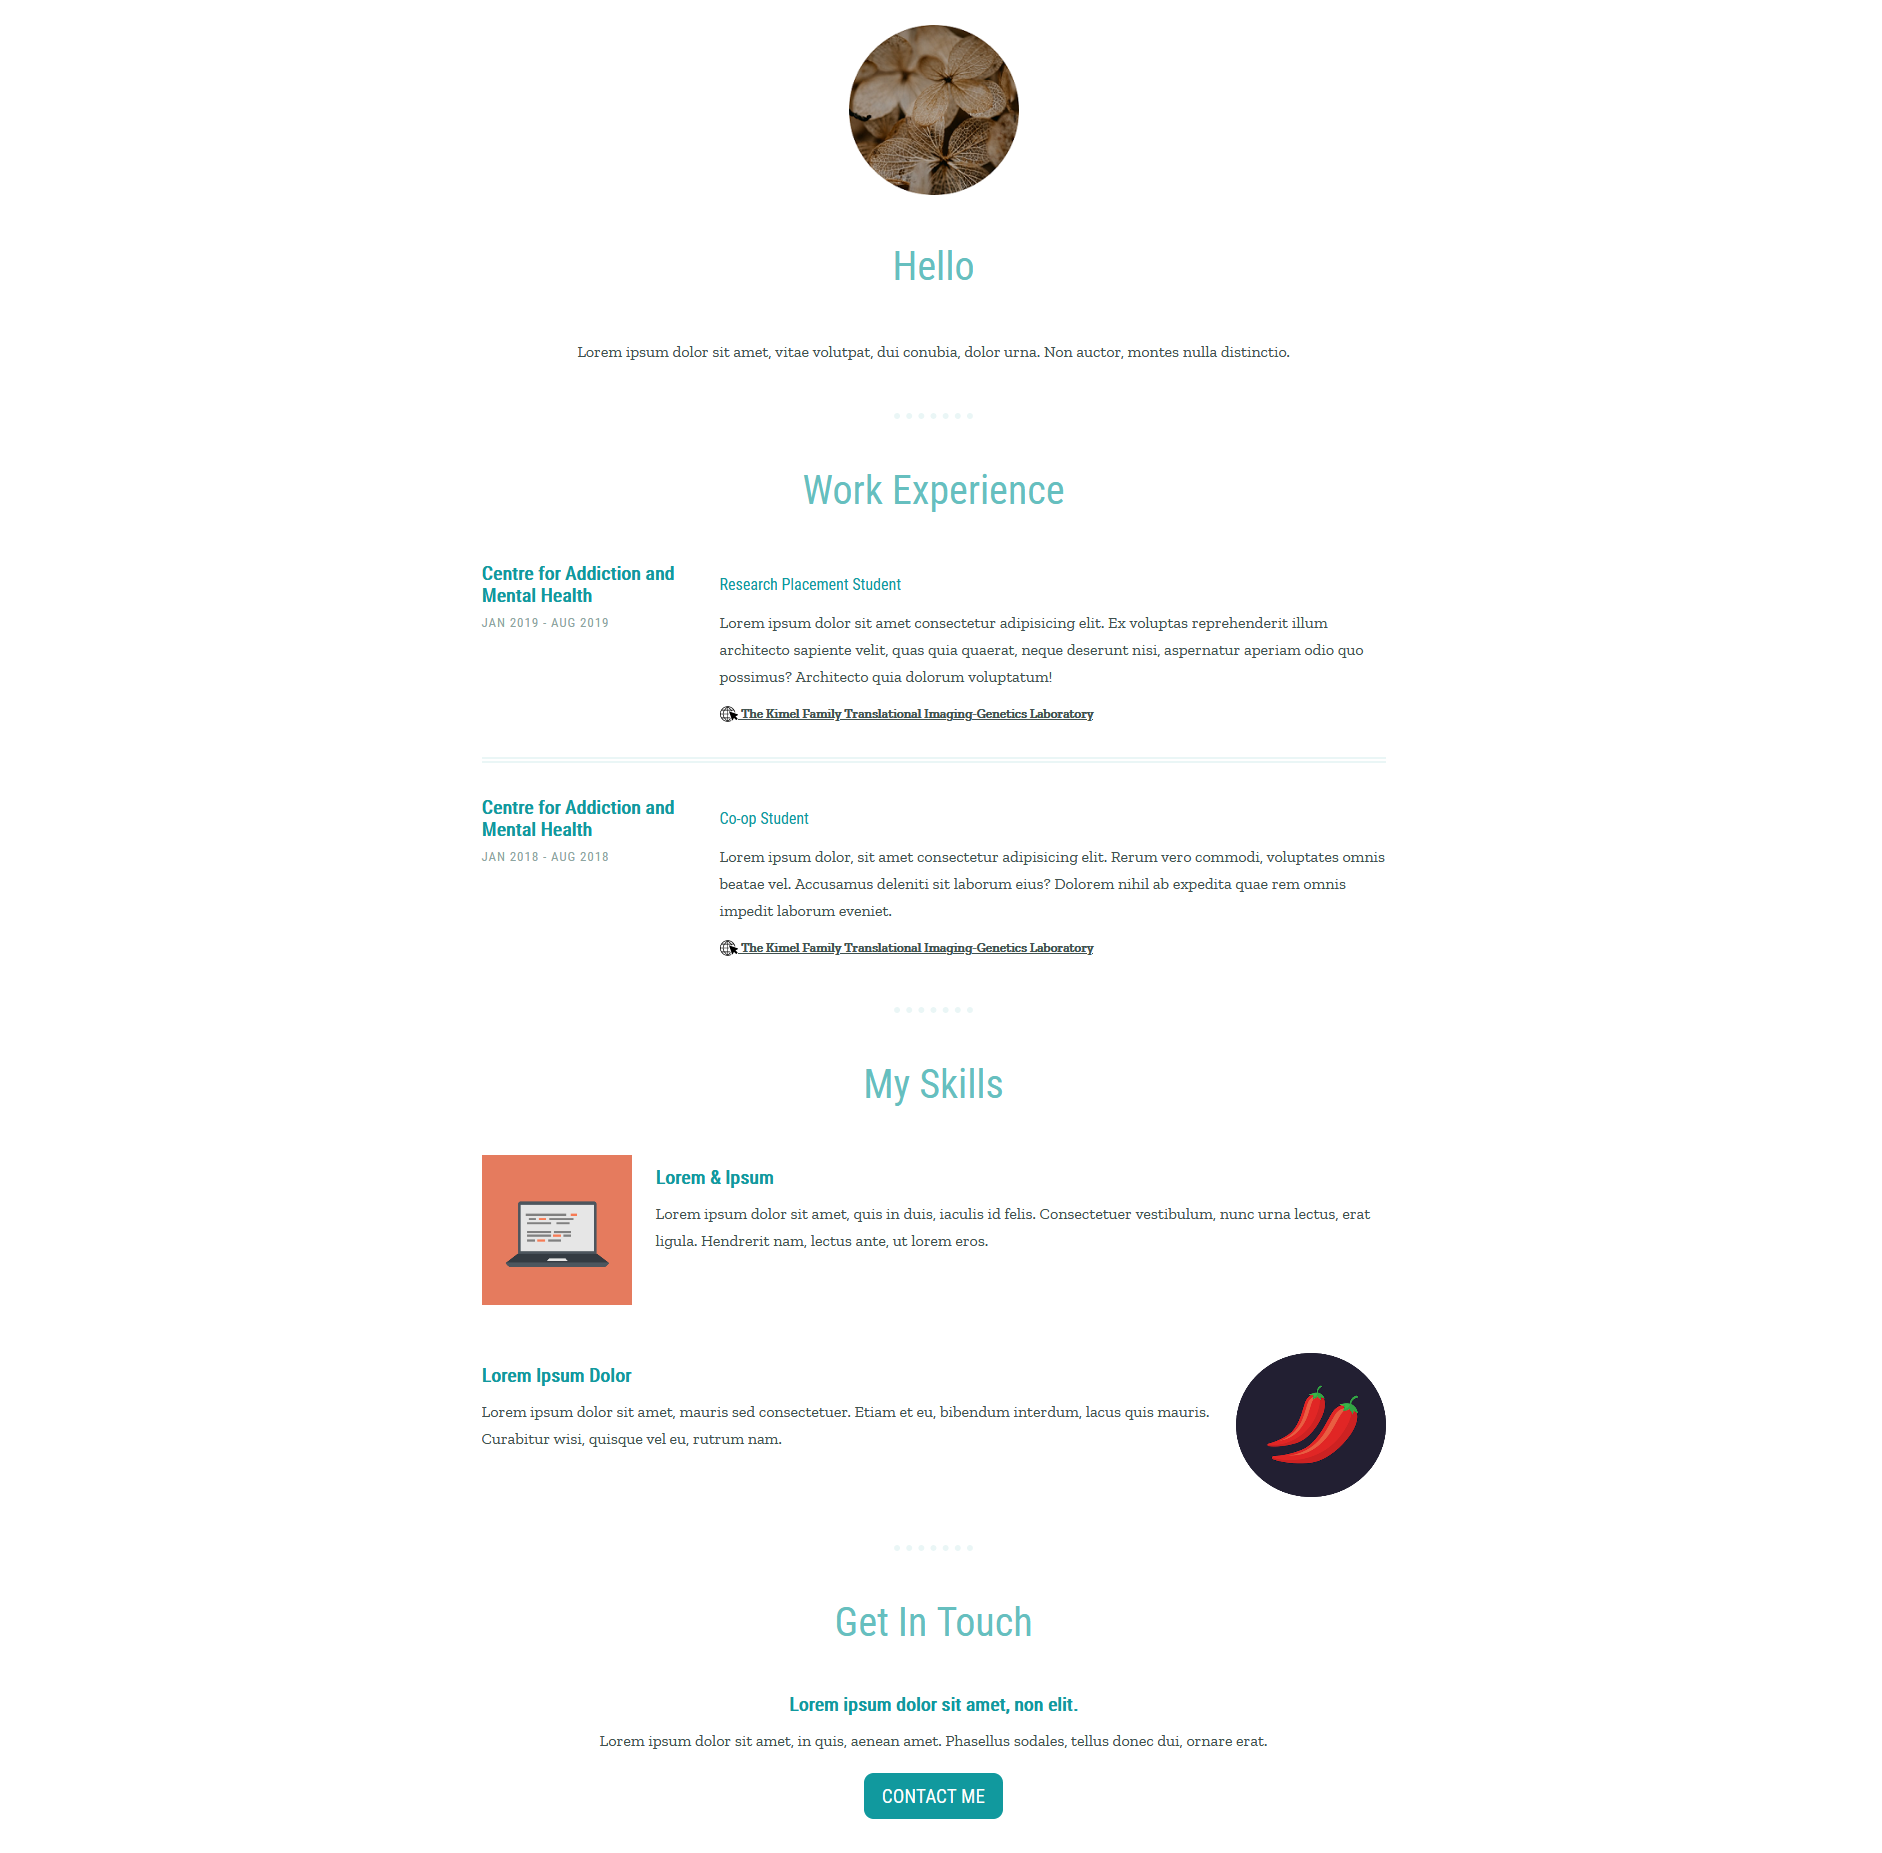 Hello
Lorem ipsum dolor sit amet, vitae volutpat, dui conubia, dolor urna. Non auctor, montes nulla distinctio.
Work Experience
Centre for Addiction and
Mental Health
JAN 2019 - AUG 2019
Research Placement Student
Lorem ipsum dolor sit amet consectetur adipisicing elit. Ex voluptas reprehenderit illum
architecto sapiente velit, quas quia quaerat, neque deserunt nisi, aspernatur aperiam odio quo
possimus? Architecto quia dolorum voluptatum!
The Kimel Family Translational Imaging-Genetics Laboratory
Centre for Addiction and
Mental Health
JAN 2018 - AUG 2018
Co-op Student
Lorem ipsum dolor, sit amet consectetur adipisicing elit. Rerum vero commodi, voluptates omnis
beatae vel. Accusamus deleniti sit laborum eius? Dolorem nihil ab expedita quae rem omnis
impedit laborum eveniet.
The Kimel Family Translational Imaging-Genetics Laboratory
My Skills
Lorem & Ipsum
Lorem ipsum dolor sit amet, quis in duis, iaculis id felis. Consectetuer vestibulum, nunc urna lectus, erat
ligula. Hendrerit nam, lectus ante, ut lorem eros.
Lorem Ipsum Dolor
Lorem ipsum dolor sit amet, mauris sed consectetuer. Etiam et eu, bibendum interdum, lacus quis mauris.
Curabitur wisi, quisque vel eu, rutrum nam.
Get In Touch
Lorem ipsum dolor sit amet, non elit.
Lorem ipsum dolor sit amet, in quis, aenean amet. Phasellus sodales, tellus donec dui, ornare erat.
CONTACT ME